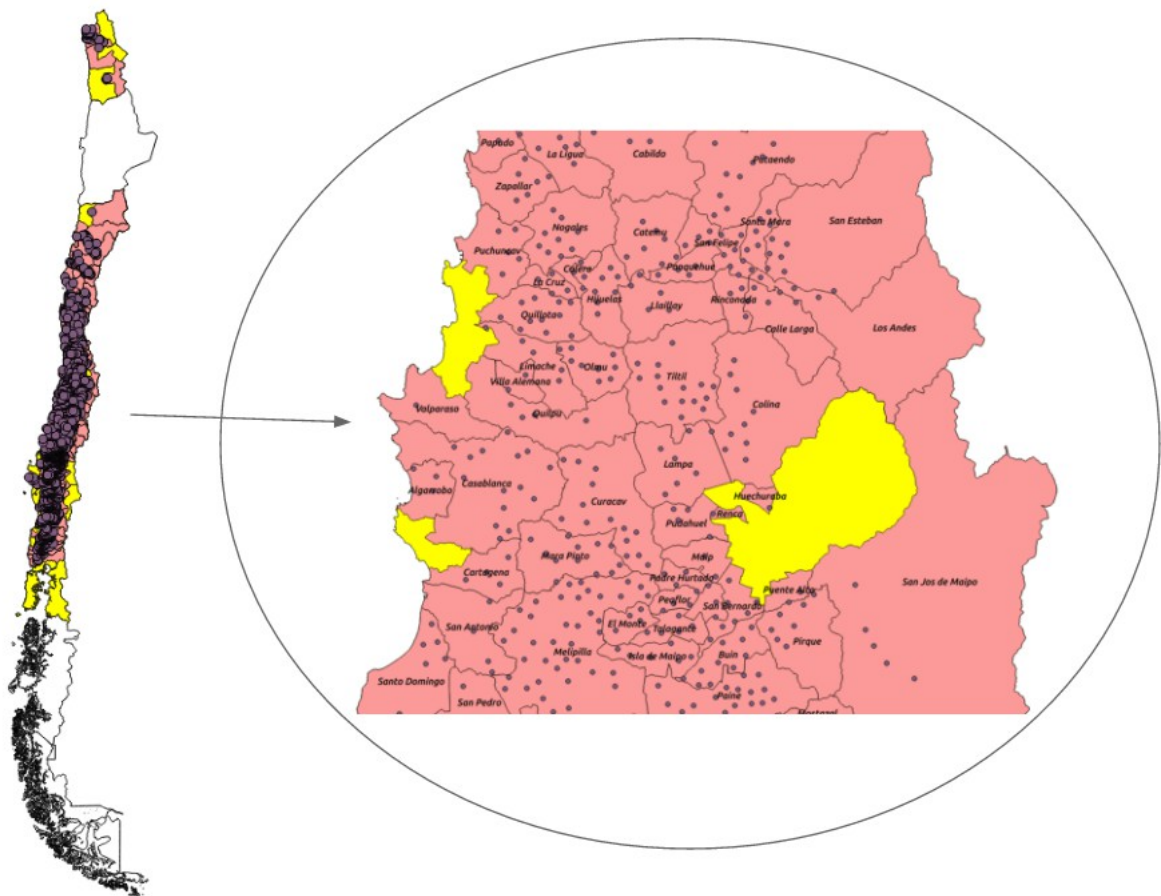 Papudo
La Ligua
Cabildo
Putaendo
Zapallar
San Esteban
Santa Mara
Nogales
Catemu
San Felipe
Puchuncav
Calera
Panquehue
La Cruz
Hijuelas
Llaillay
Rinconada
Quillota
Calle Larga
Los Andes
Limache
Olmu
Tiltil
Villa Alemana
Colina
Valparaso
Quilpu
Lampa
Algarrobo
Casablanca
Huechuraba
Curacav
Renca
Pudahuel
Mara Pinto
Maip
Cartagena
Padre Hurtado
San Jos de Maipo
Puente Alto
Peaflor
San Bernardo
El Monte
San Antonio
Talagante
Pirque
Melipilla
Isla de Maipo
Buin
Santo Domingo
Paine
San Pedro
Mostazal